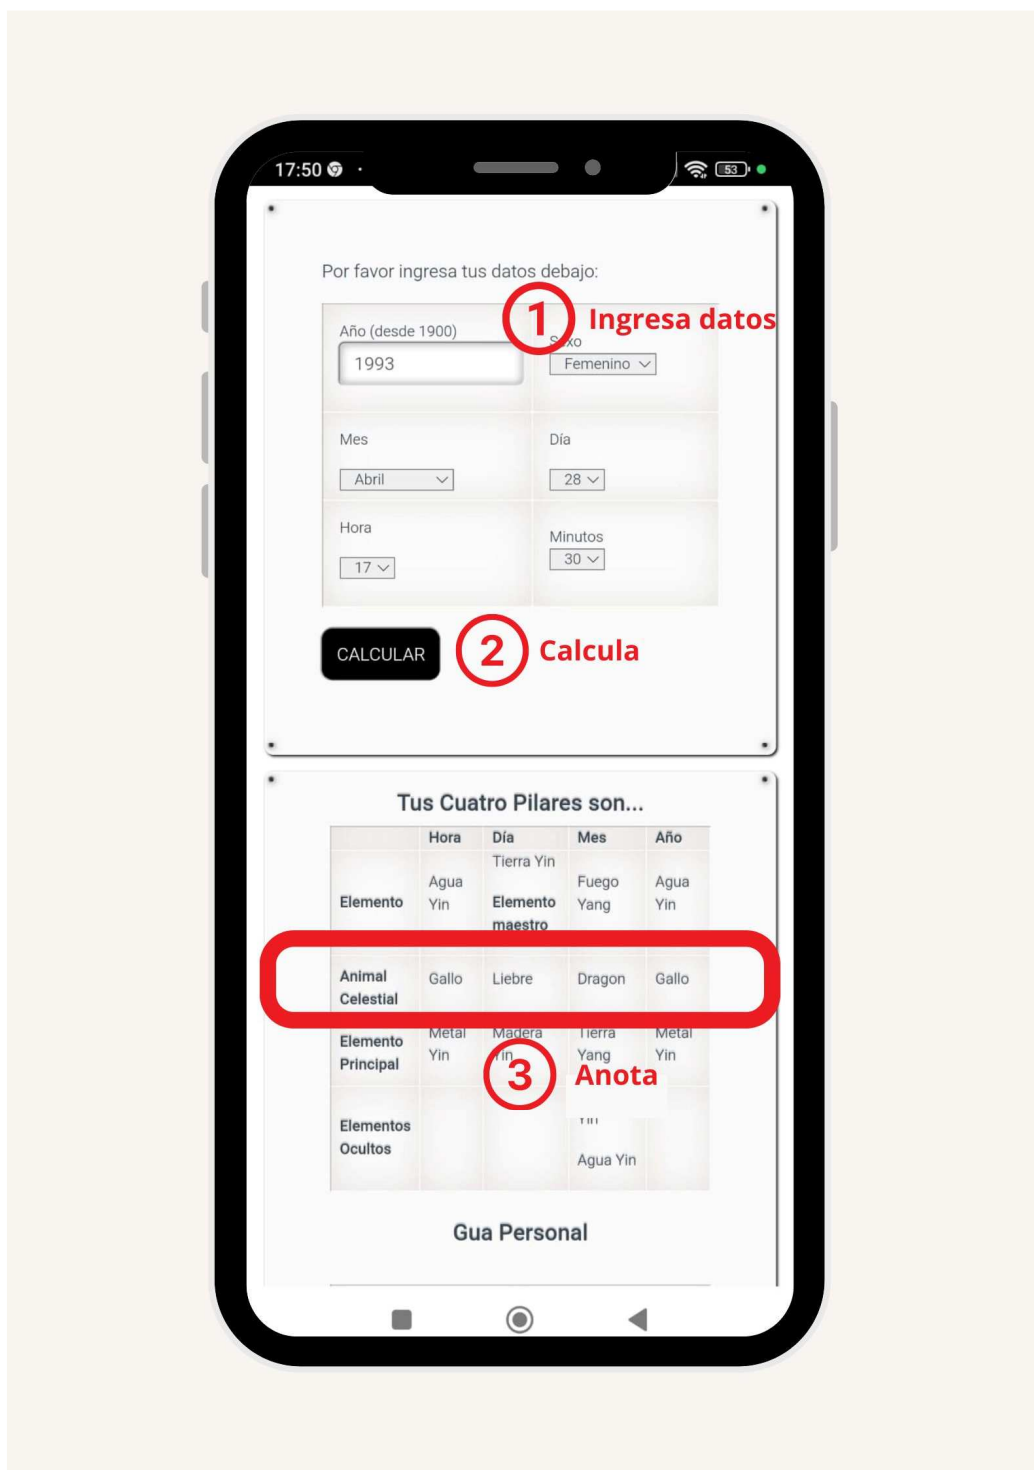 17:50
53
Por favor ingresa tus datos debajo:
1 Ingresa datos
Año (desde 1900)
1993
Femenino
Mes
Abril
Día
28
Hora
17
Minutos
30
CALCULAR
2 Calcula
Tus Cuatro Pilares son...
Hora Día Mes Año
Elemento
Agua Yin
Tierra Yin
Elemento maestro
Fuego Yang
Agua Yin
Animal Celestial
Gallo Liebre Dragon Gallo
Elemento Principal
Metal Yin
Madera Yin
Tierra Yang
Metal Yin
3 Anota
Elementos Ocultos
Yin
Agua Yin
Gua Personal